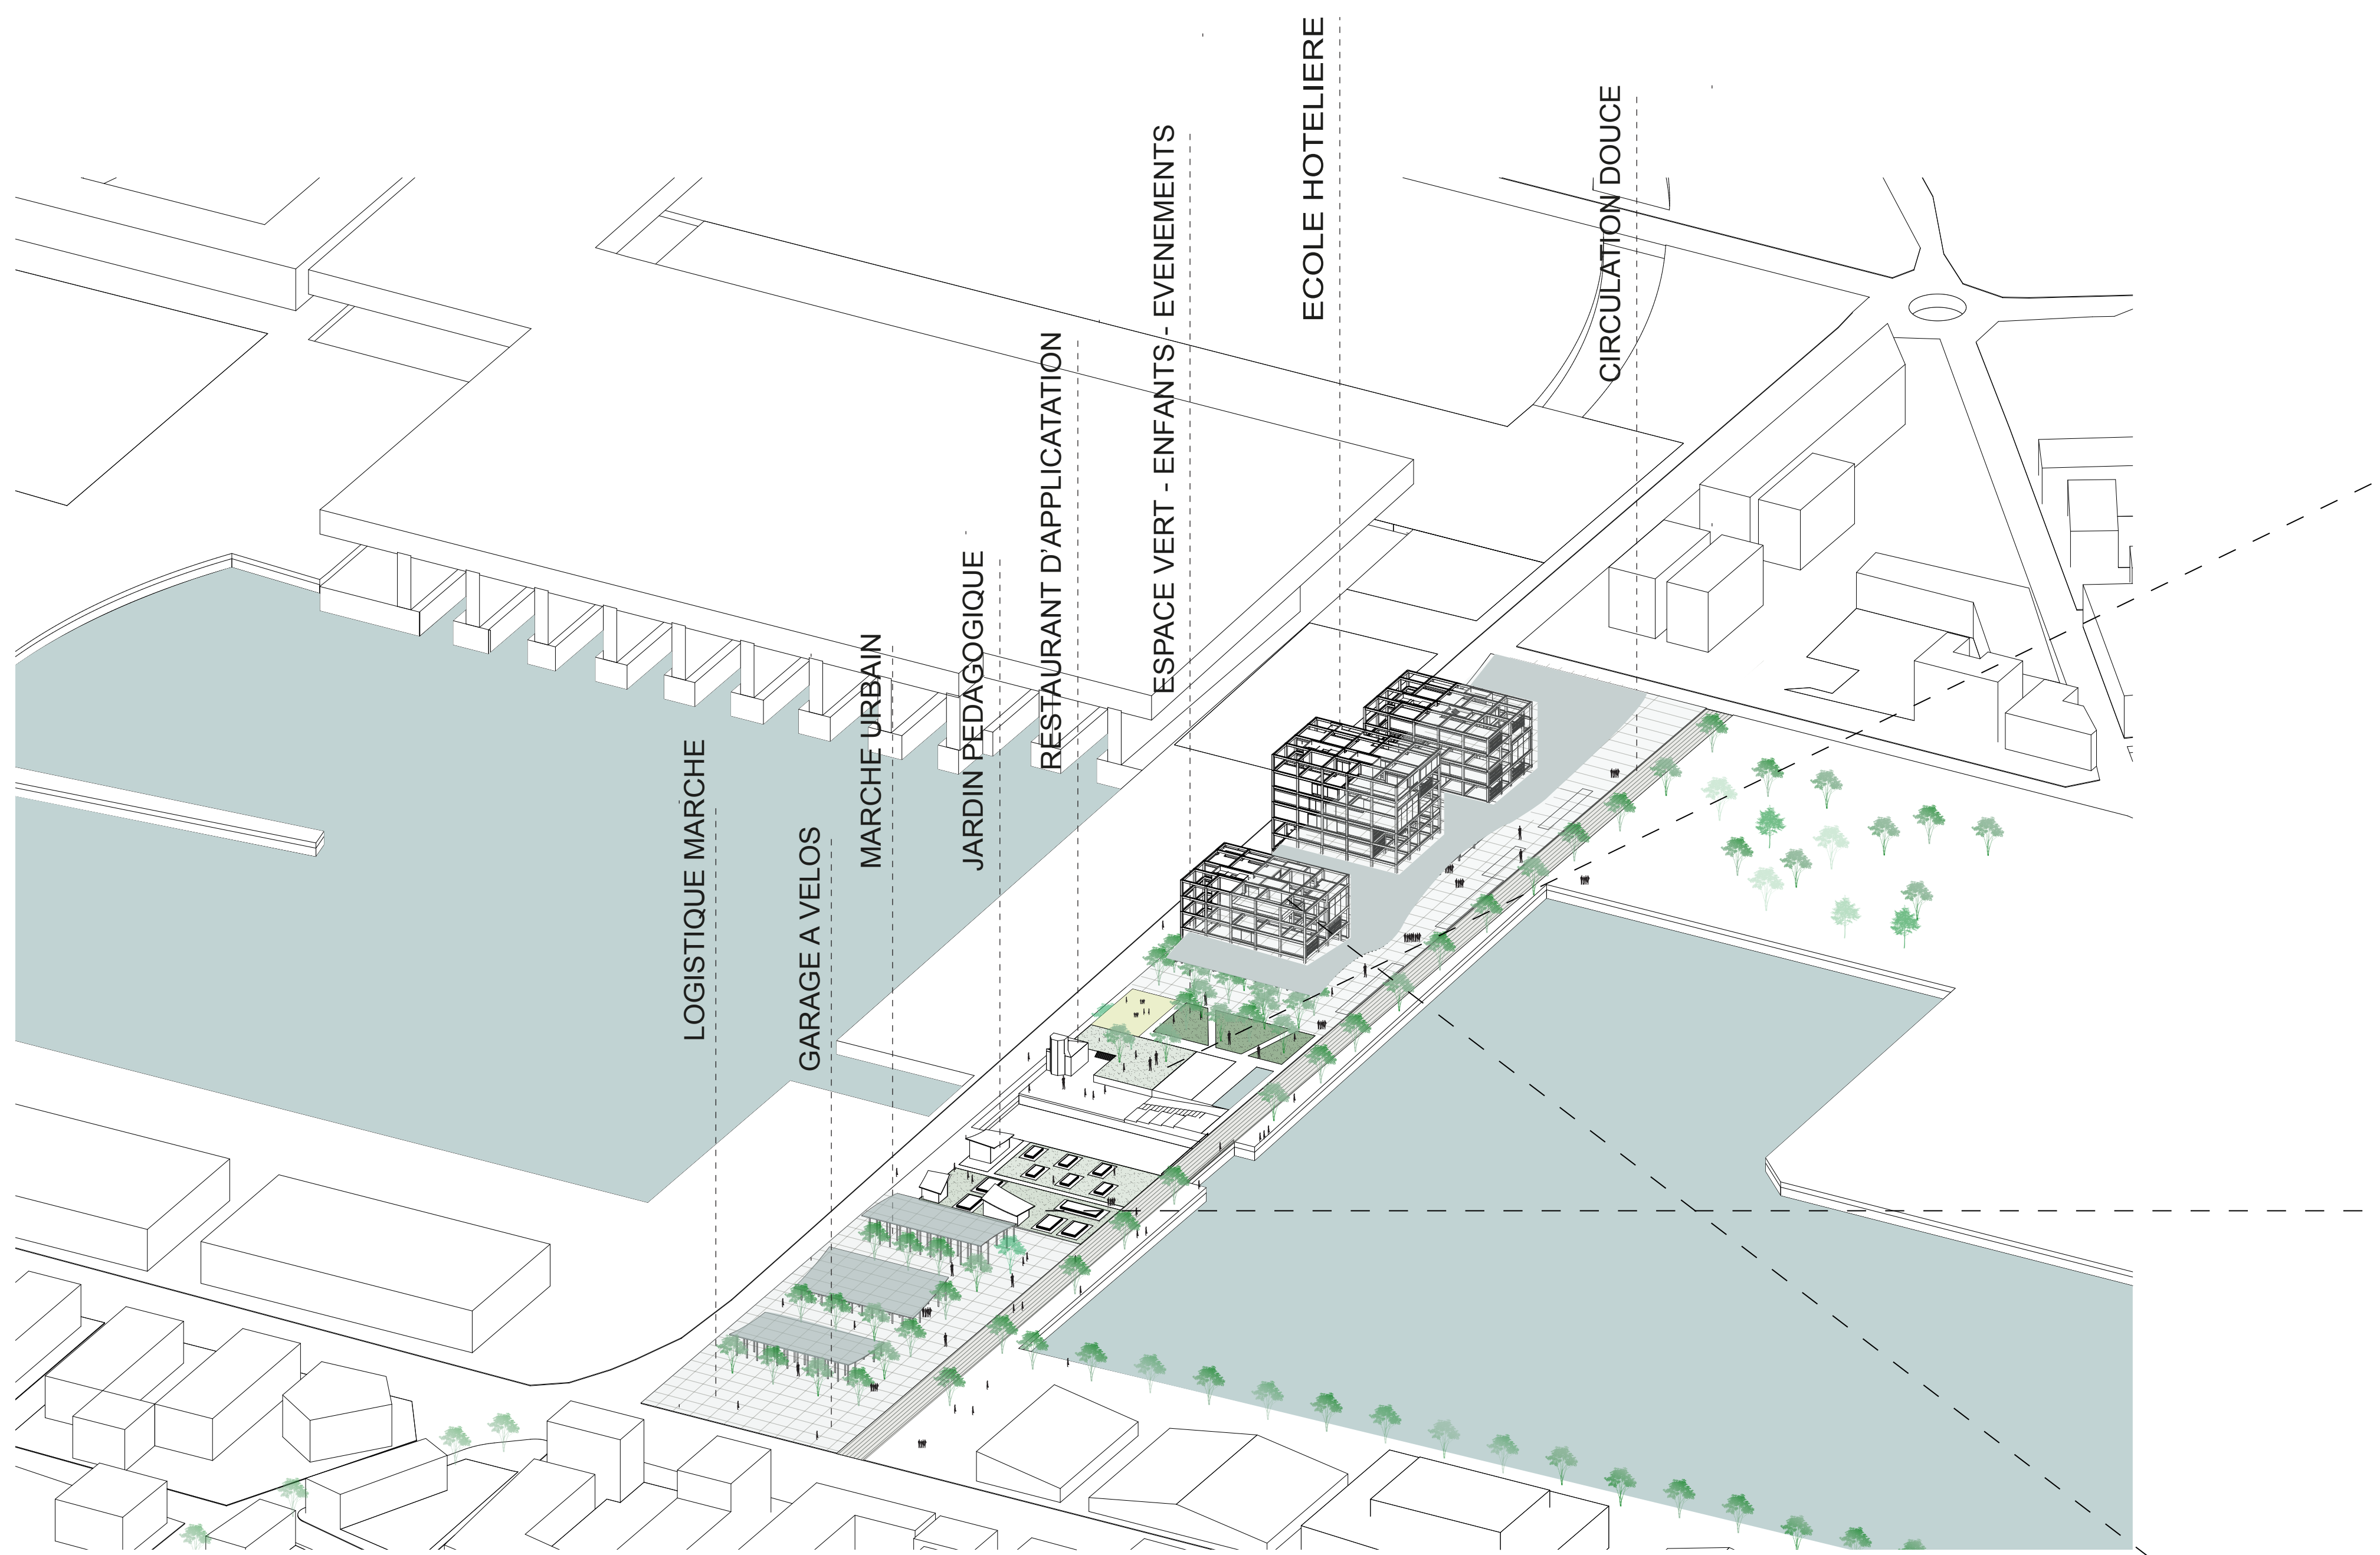 LOGISTIQUE MARCHE
GARAGE A VELOS
MARCHE URBAIN
JARDIN PEDAGOGIQUE
RESTAURANT D'APPLICATATION
ESPACE VERT - ENFANTS - EVENEMENTS
ECOLE HOTELIERE
CIRCULATION DOUCE